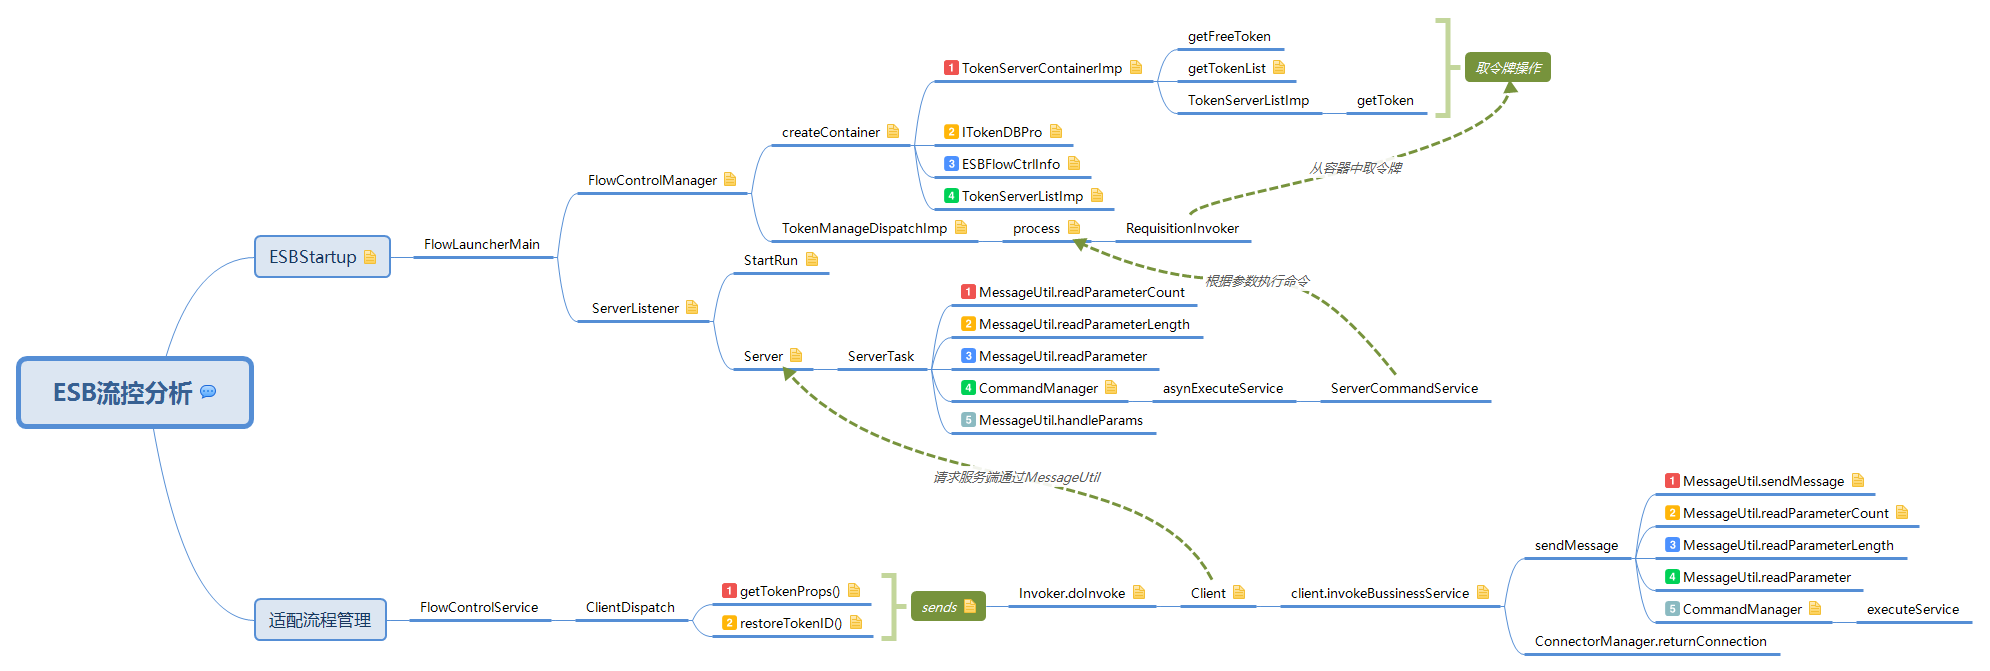 ESB流控分析
ESBStartup
FlowLauncherMain
FlowControlManager
createContainer
1 TokenServerContainerImp
getFreeToken
getTokenList
TokenServerListImp
getToken
取令牌操作
2 ITokenDBPro
3 ESBFlowCtrlInfo
4 TokenServerListImp
TokenManageDispatchImp
process
RequisitionInvoker
从容器中取令牌
ServerListener
StartRun
Server
ServerTask
1 MessageUtil.readParameterCount
2 MessageUtil.readParameterLength
3 MessageUtil.readParameter
4 CommandManager
asynExecuteService
ServerCommandService
根据参数执行命令
5 MessageUtil.handleParams
请求服务端通过MessageUtil
适配流程管理
FlowControlService
ClientDispatch
1 getTokenProps()
2 restoreTokenID()
sends
Invoker.doInvoke
Client
client.invokeBussinessService
sendMessage
1 MessageUtil.sendMessage
2 MessageUtil.readParameterCount
3 MessageUtil.readParameterLength
4 MessageUtil.readParameter
5 CommandManager
executeService
ConnectorManager.returnConnection